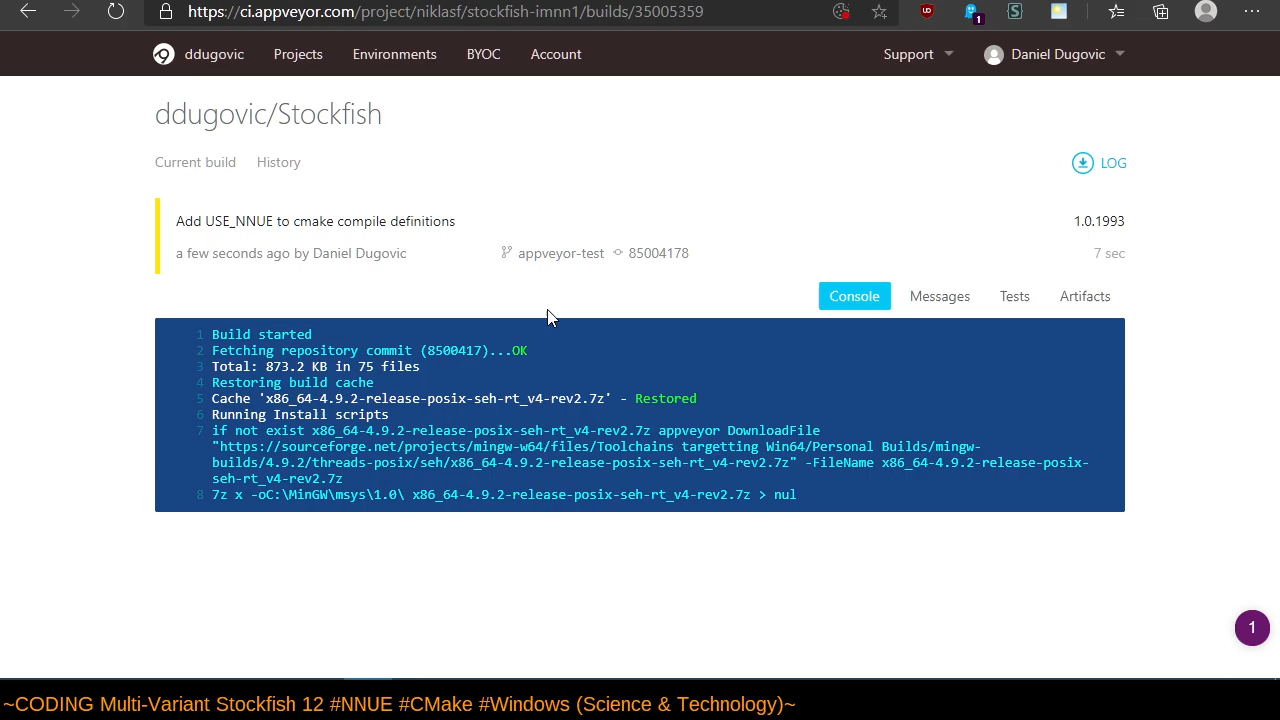 https://ci.appveyor.com/project/niklasf/stockfish-imnn1/builds/35005359
1
ddugovic Projects Environments BYOC Account Support Daniel Dugovic
ddugovic/Stockfish
Current build History LOG
Add USE_NNUE to cmake compile definitions 1.0.1993
a few seconds ago by Daniel Dugovic appveyor-test 85004178 7 sec
Console Messages Tests Artifacts
1 Build started
2 Fetching repository commit (8500417)...OK
3 Total: 873.2 KB in 75 files
4 Restoring build cache
5 Cache 'x86_64-4.9.2-release-posix-seh-rt_v4-rev2.7z' - Restored
6 Running Install scripts
7 if not exist x86_64-4.9.2-release-posix-seh-rt_v4-rev2.7z appveyor DownloadFile
"https://sourceforge.net/projects/mingw-w64/files/Toolchains targetting Win64/Personal Builds/mingw-
builds/4.9.2/threads-posix/seh/x86_64-4.9.2-release-posix-seh-rt_v4-rev2.7z" -FileName x86_64-4.9.2-release-posix-
seh-rt_v4-rev2.7z
8 7z x -oC:\MinGW\msys\1.0\ x86_64-4.9.2-release-posix-seh-rt_v4-rev2.7z > nul
1
~CODING Multi-Variant Stockfish 12 #NNUE #CMake #Windows (Science & Technology)~